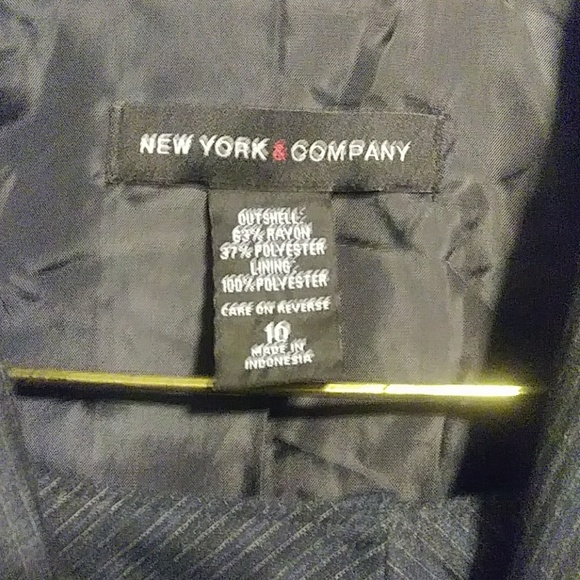 NEW YORK & COMPANY
OUTSHELL:
63% RAYON
37% POLYESTER
LINING:
100% POLYESTER
CARE ON REVERSE
10
MADE IN
INDONESIA